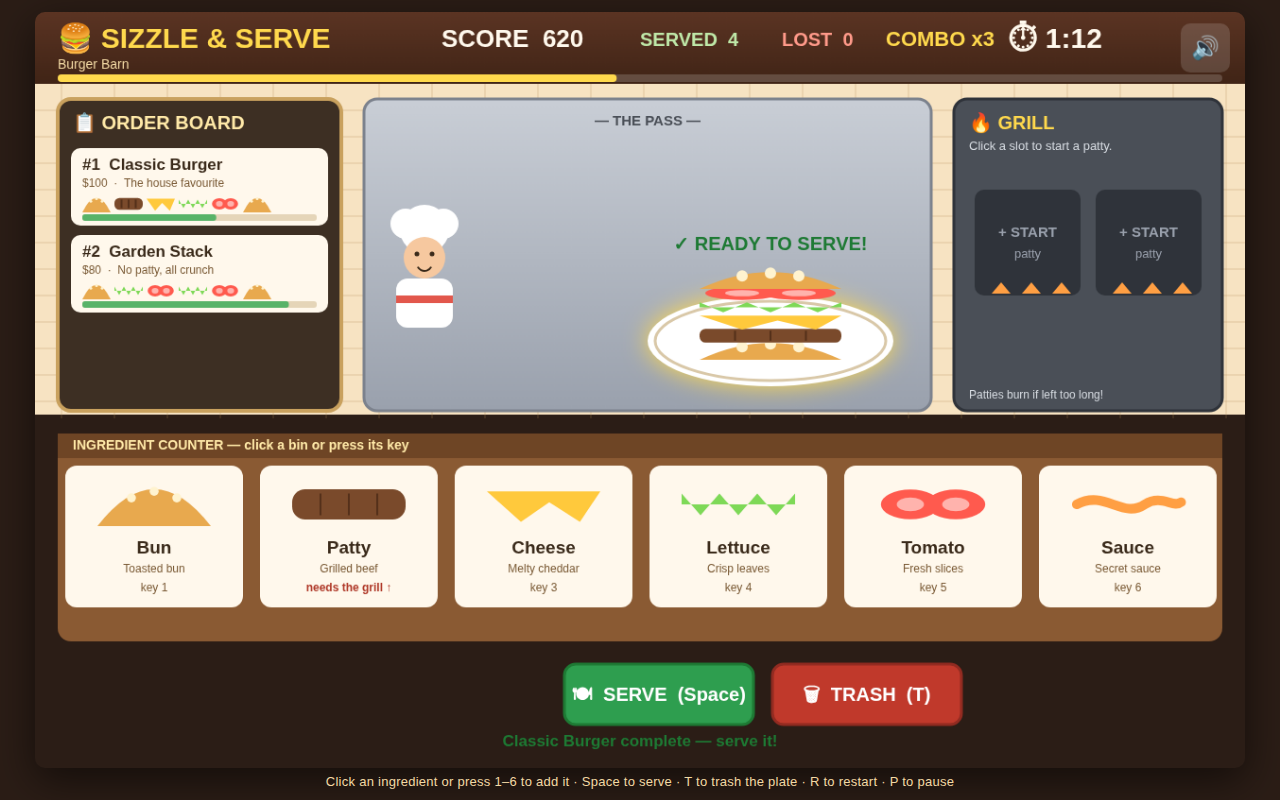 🍔 SIZZLE & SERVE
Burger Barn
SCORE 620
SERVED 4
LOST 0
COMBO x3
⏱ 1:12
📋 ORDER BOARD
#1 Classic Burger
$100 · The house favourite
#2 Garden Stack
$80 · No patty, all crunch
— THE PASS —
✓ READY TO SERVE!
🔥 GRILL
Click a slot to start a patty.
+ START
patty
+ START
patty
Patties burn if left too long!
INGREDIENT COUNTER — click a bin or press its key
Bun
Toasted bun
key 1
Patty
Grilled beef
needs the grill ↑
Cheese
Melty cheddar
key 3
Lettuce
Crisp leaves
key 4
Tomato
Fresh slices
key 5
Sauce
Secret sauce
key 6
🍽 SERVE (Space)
🗑 TRASH (T)
Classic Burger complete — serve it!
Click an ingredient or press 1–6 to add it · Space to serve · T to trash the plate · R to restart · P to pause